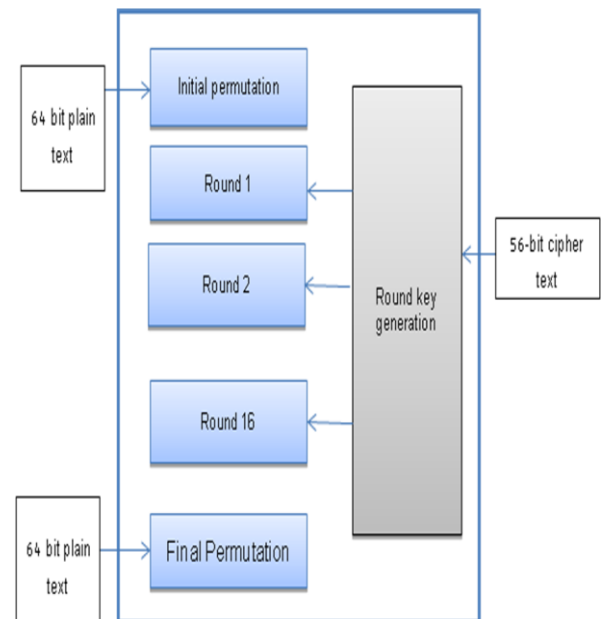 Initial permutation
64 bit plain
text
Round 1
56-bit cipher
text
Round 2
Round key
generation
Round 16
64 bit plain
text
Final Permutation